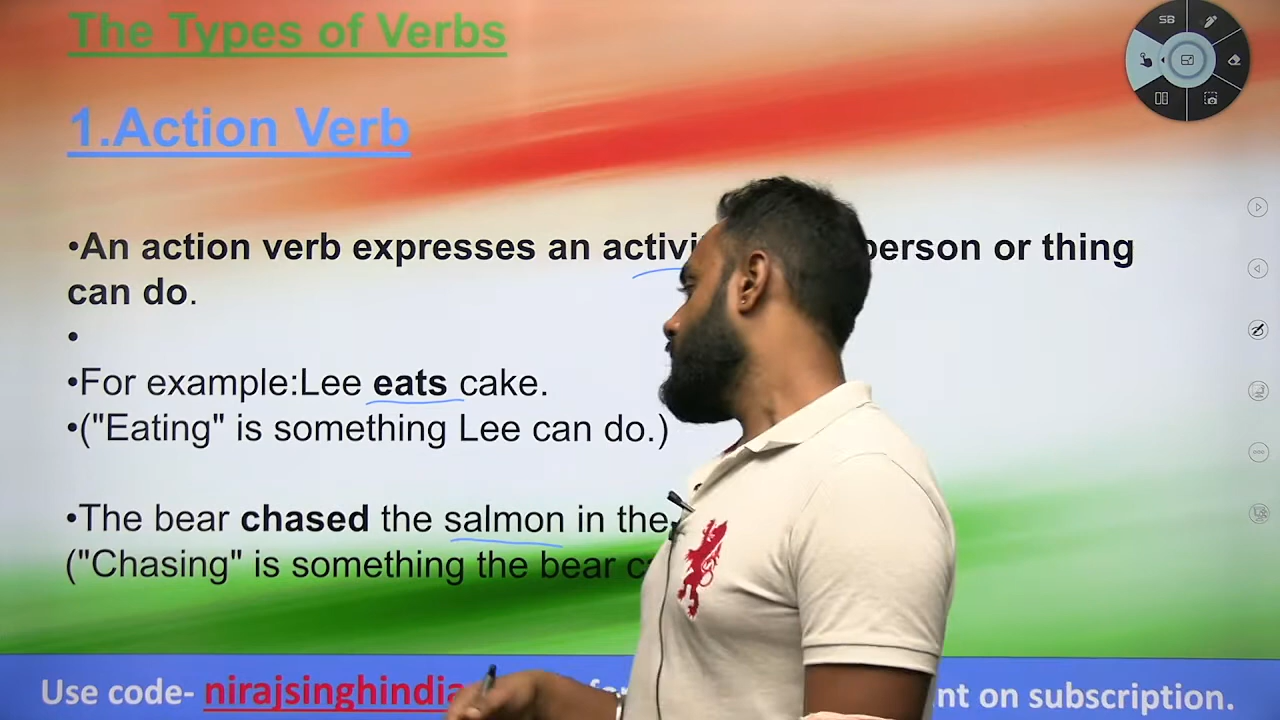 The Types of Verbs
SB
1.Action Verb
•An action verb expresses an person or thing
can do.
•
•For example:Lee eats cake.
•("Eating" is something Lee can do.)
•The bear chased the salmon in the
("Chasing" is something the bear
Use code- nirajsinghindia on subscription.